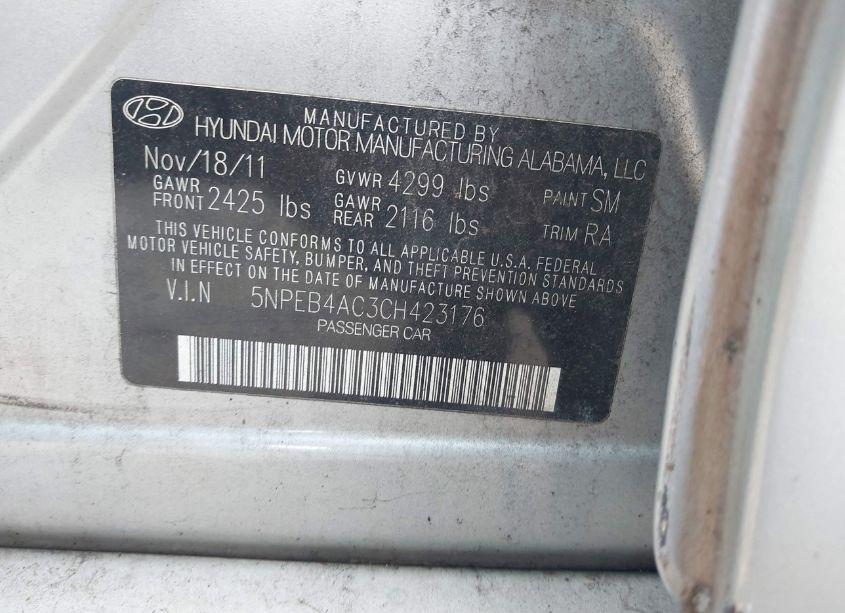 MANUFACTURED BY
HYUNDAI MOTOR MANUFACTURING ALABAMA, LLC
Nov/18/11 GVWR 4299 lbs PAINT SM
GAWR FRONT 2425 lbs GAWR REAR 2116 lbs TRIM RA
THIS VEHICLE CONFORMS TO ALL APPLICABLE U.S.A. FEDERAL
MOTOR VEHICLE SAFETY, BUMPER, AND THEFT PREVENTION STANDARDS
IN EFFECT ON THE DATE OF MANUFACTURE SHOWN ABOVE
V.I.N 5NPEB4AC3CH423176
PASSENGER CAR